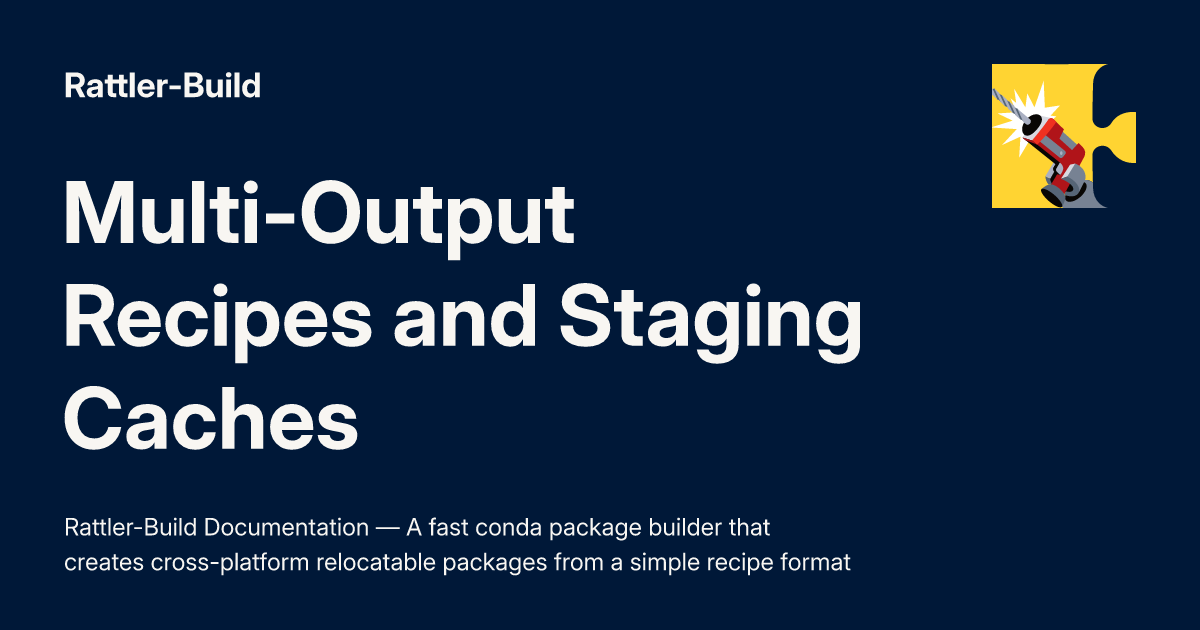 Rattler-Build
Multi-Output
Recipes and Staging
Caches
Rattler-Build Documentation — A fast conda package builder that
creates cross-platform relocatable packages from a simple recipe format